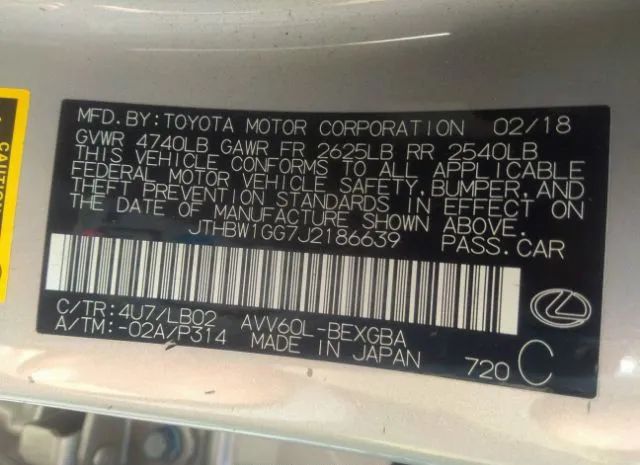 MFD.BY:TOYOTA MOTOR CORPORATION 02/18
GVWR 4740LB GAWR FR 2625LB RR 2540LB
THIS VEHICLE CONFORMS TO ALL APPLICABLE
FEDERAL MOTOR VEHICLE SAFETY,BUMPER,AND
THEFT PREVENTION STANDARDS IN EFFECT ON
THE DATE OF MANUFACTURE SHOWN ABOVE.
JTHBW1GG7J2186639 PASS.CAR
C/TR:4U7/LB02 AVV60L-BEXGBA
A/TM:-02A/P314 MADE IN JAPAN
720 C
CAUTION